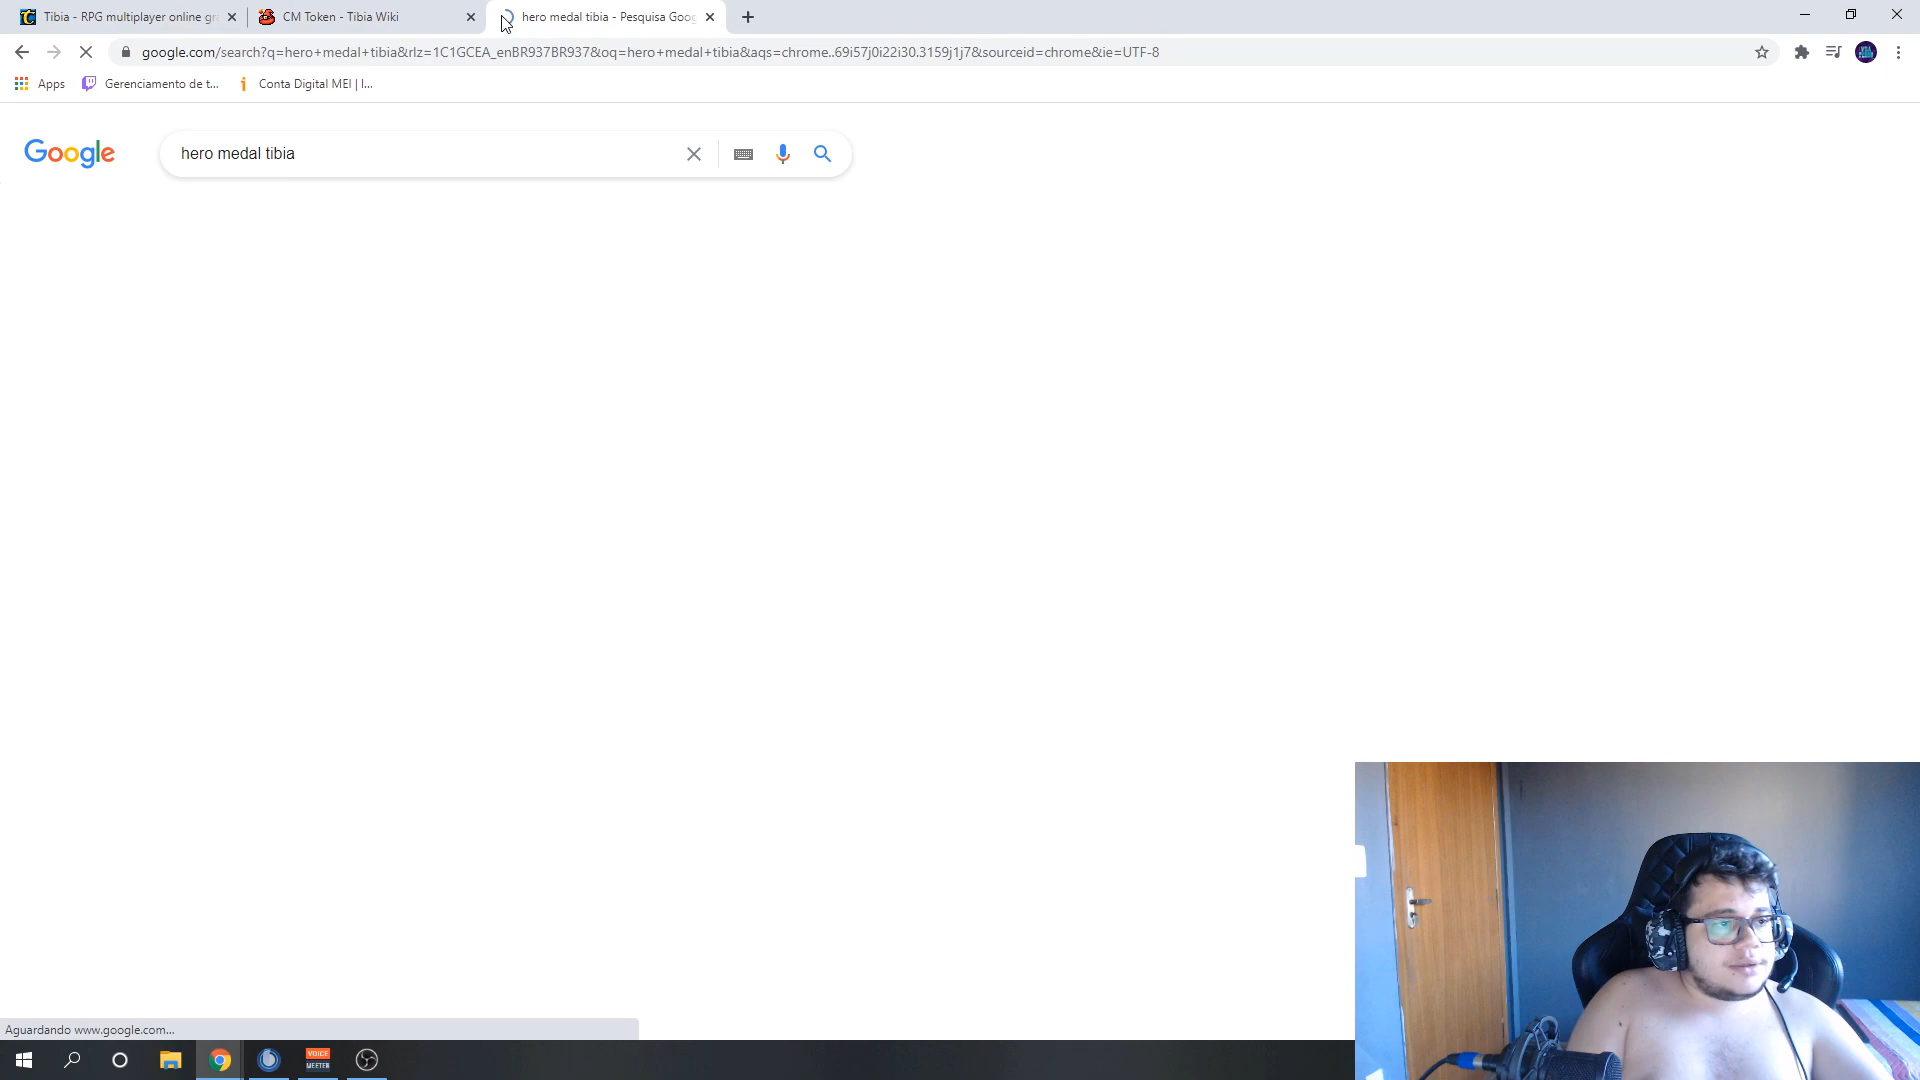 Tibia - RPG multiplayer online gr
CM Token - Tibia Wiki
hero medal tibia - Pesquisa Goog
google.com/search?q=hero+medal+tibia&rlz=1C1GCEA_enBR937BR937&oq=hero+medal+tibia&aqs=chrome..69i57j0i22i30.3159j1j7&sourceid=chrome&ie=UTF-8
Apps
Gerenciamento de t...
Conta Digital MEI | I...
Google
hero medal tibia
Aguardando www.google.com...
VOICE
MEETER